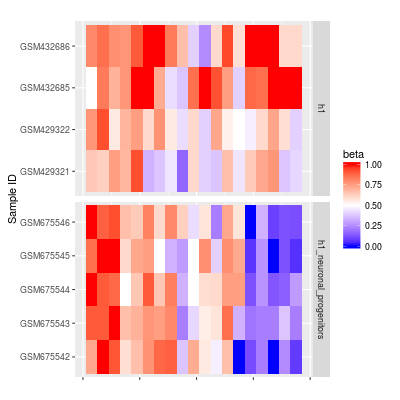 GSM432686
GSM432685
GSM429322
GSM429321
h1
GSM675546
GSM675545
GSM675544
GSM675543
GSM675542
h1_neuronal_progenitors
Sample ID
beta
1.00
0.75
0.50
0.25
0.00